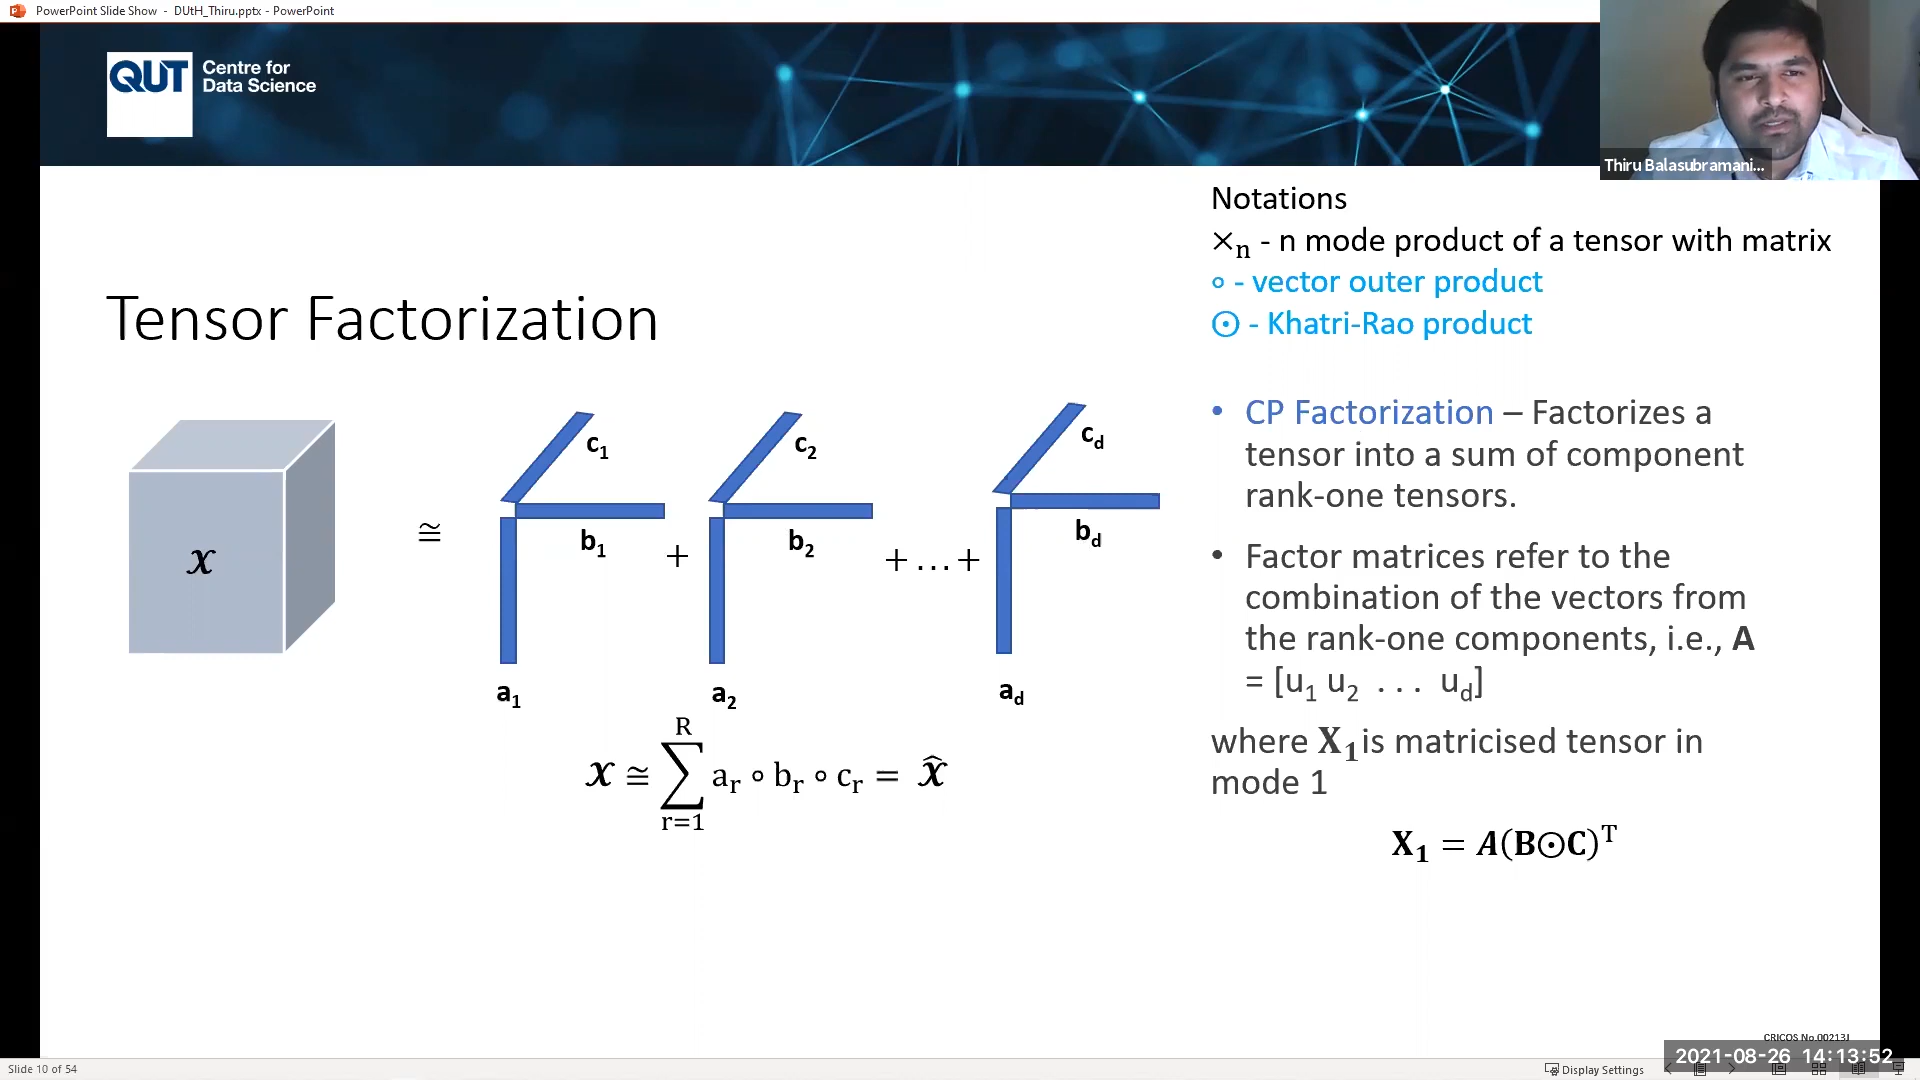 PowerPoint Slide Show - DUtH_Thiru.pptx - PowerPoint
QUT
Centre for
Data Science
Thiru Balasubramani...
Notations
×n - n mode product of a tensor with matrix
∘ - vector outer product
⊙ - Khatri-Rao product
Tensor Factorization
𝓧
≅
c1
b1
a1
+
c2
b2
a2
+ ... +
cd
bd
ad
𝓧 ≅ ∑ R r=1 ar ∘ br ∘ cr = 𝓧̂
• CP Factorization – Factorizes a
tensor into a sum of component
rank-one tensors.
• Factor matrices refer to the
combination of the vectors from
the rank-one components, i.e., A
= [u1 u2 . . . ud]
where X1 is matricised tensor in
mode 1
X1 = A(B⊙C)T
CRICOS No.00213J
2021-08-26 14:13:52
Slide 10 of 54
Display Settings